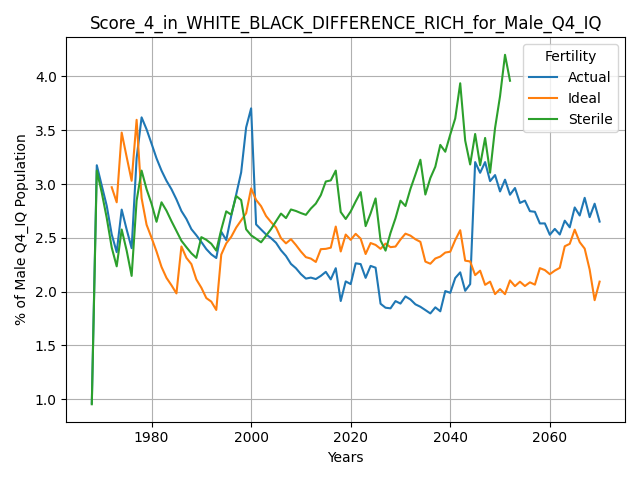 Score_4_in_WHITE_BLACK_DIFFERENCE_RICH_for_Male_Q4_IQ
Fertility
Actual
Ideal
Sterile
% of Male Q4_IQ Population
4.0
3.5
3.0
2.5
2.0
1.5
1.0
1980
2000
2020
2040
2060
Years